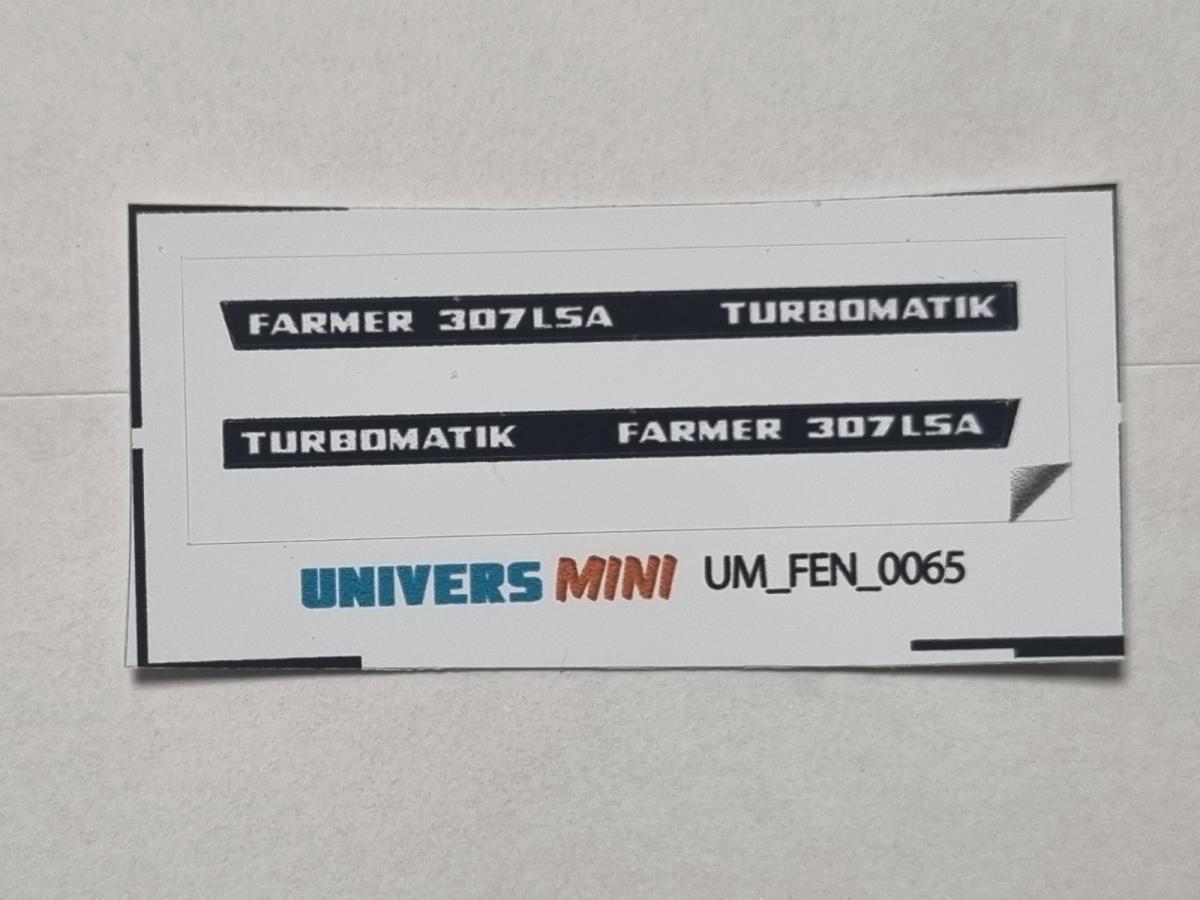 FARMER 307LSA TURBOMATIK
TURBOMATIK FARMER 307LSA
UNIVERS MINI UM_FEN_0065